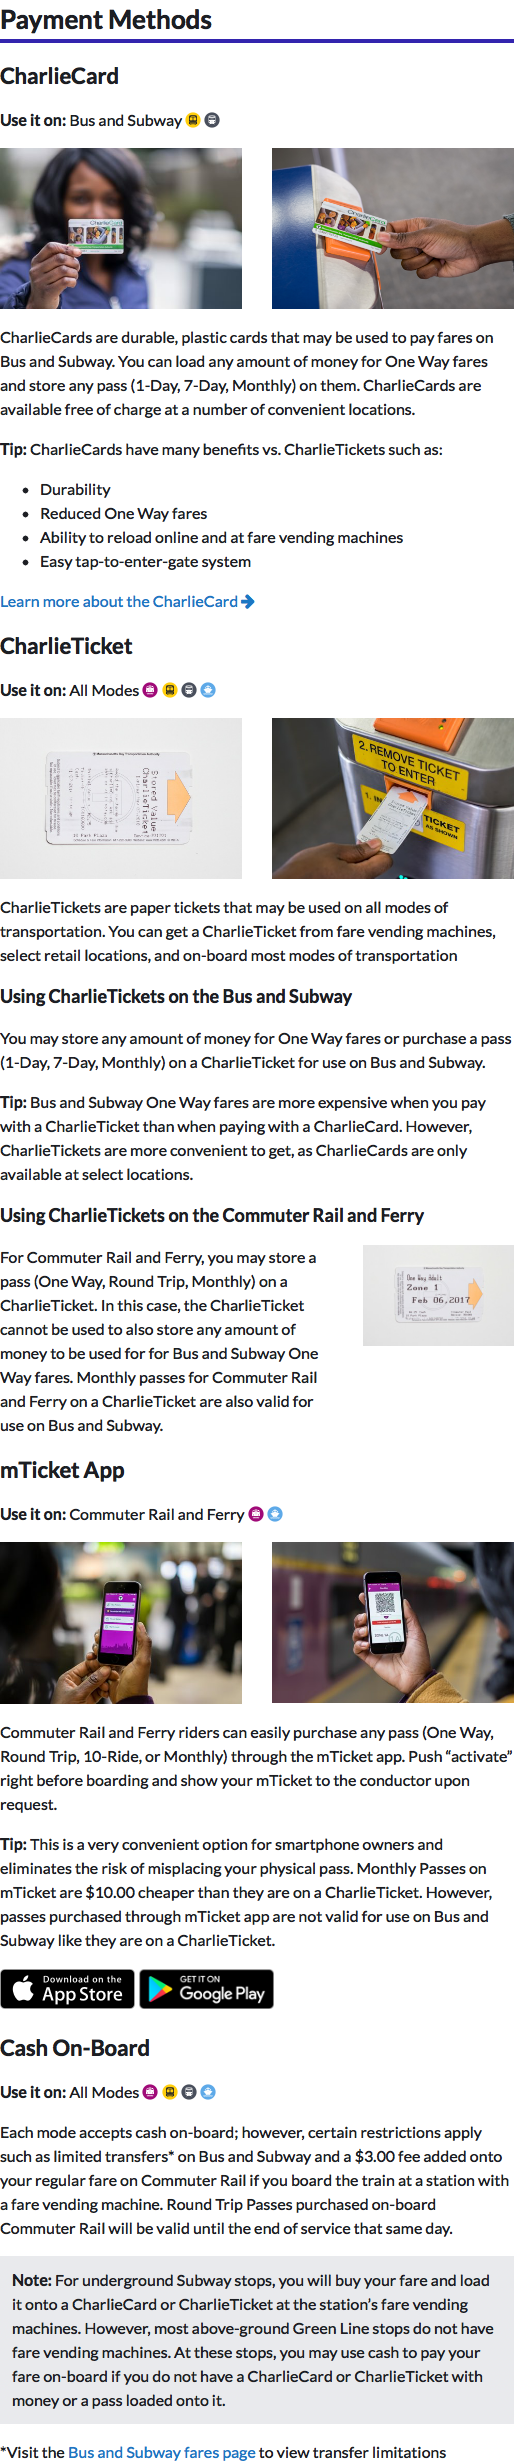 Payment Methods
CharlieCard
Use it on: Bus and Subway
CharlieCard
CharlieCard
CharlieCards are durable, plastic cards that may be used to pay fares on
Bus and Subway. You can load any amount of money for One Way fares
and store any pass (1-Day, 7-Day, Monthly) on them. CharlieCards are
available free of charge at a number of convenient locations.
Tip: CharlieCards have many benefits vs. CharlieTickets such as:
• Durability
• Reduced One Way fares
• Ability to reload online and at fare vending machines
• Easy tap-to-enter-gate system
Learn more about the CharlieCard
CharlieTicket
Use it on: All Modes
Stored Value
CharlieTicket
10 Park Plaza
2. REMOVE TICKET
TO ENTER
1. IN
TICKET
AS SHOWN
CharlieTickets are paper tickets that may be used on all modes of
transportation. You can get a CharlieTicket from fare vending machines,
select retail locations, and on-board most modes of transportation
Using CharlieTickets on the Bus and Subway
You may store any amount of money for One Way fares or purchase a pass
(1-Day, 7-Day, Monthly) on a CharlieTicket for use on Bus and Subway.
Tip: Bus and Subway One Way fares are more expensive when you pay
with a CharlieTicket than when paying with a CharlieCard. However,
CharlieTickets are more convenient to get, as CharlieCards are only
available at select locations.
Using CharlieTickets on the Commuter Rail and Ferry
For Commuter Rail and Ferry, you may store a
pass (One Way, Round Trip, Monthly) on a
CharlieTicket. In this case, the CharlieTicket
cannot be used to also store any amount of
money to be used for for Bus and Subway One
Way fares. Monthly passes for Commuter Rail
and Ferry on a CharlieTicket are also valid for
use on Bus and Subway.
One Way Adult
Zone 1
Feb 06,2017
mTicket App
Use it on: Commuter Rail and Ferry
Commuter Rail and Ferry riders can easily purchase any pass (One Way,
Round Trip, 10-Ride, or Monthly) through the mTicket app. Push “activate”
right before boarding and show your mTicket to the conductor upon
request.
Tip: This is a very convenient option for smartphone owners and
eliminates the risk of misplacing your physical pass. Monthly Passes on
mTicket are $10.00 cheaper than they are on a CharlieTicket. However,
passes purchased through mTicket app are not valid for use on Bus and
Subway like they are on a CharlieTicket.
Download on the
App Store
GET IT ON
Google Play
Cash On-Board
Use it on: All Modes
Each mode accepts cash on-board; however, certain restrictions apply
such as limited transfers* on Bus and Subway and a $3.00 fee added onto
your regular fare on Commuter Rail if you board the train at a station with
a fare vending machine. Round Trip Passes purchased on-board
Commuter Rail will be valid until the end of service that same day.
Note: For underground Subway stops, you will buy your fare and load
it onto a CharlieCard or CharlieTicket at the station’s fare vending
machines. However, most above-ground Green Line stops do not have
fare vending machines. At these stops, you may use cash to pay your
fare on-board if you do not have a CharlieCard or CharlieTicket with
money or a pass loaded onto it.
*Visit the Bus and Subway fares page to view transfer limitations